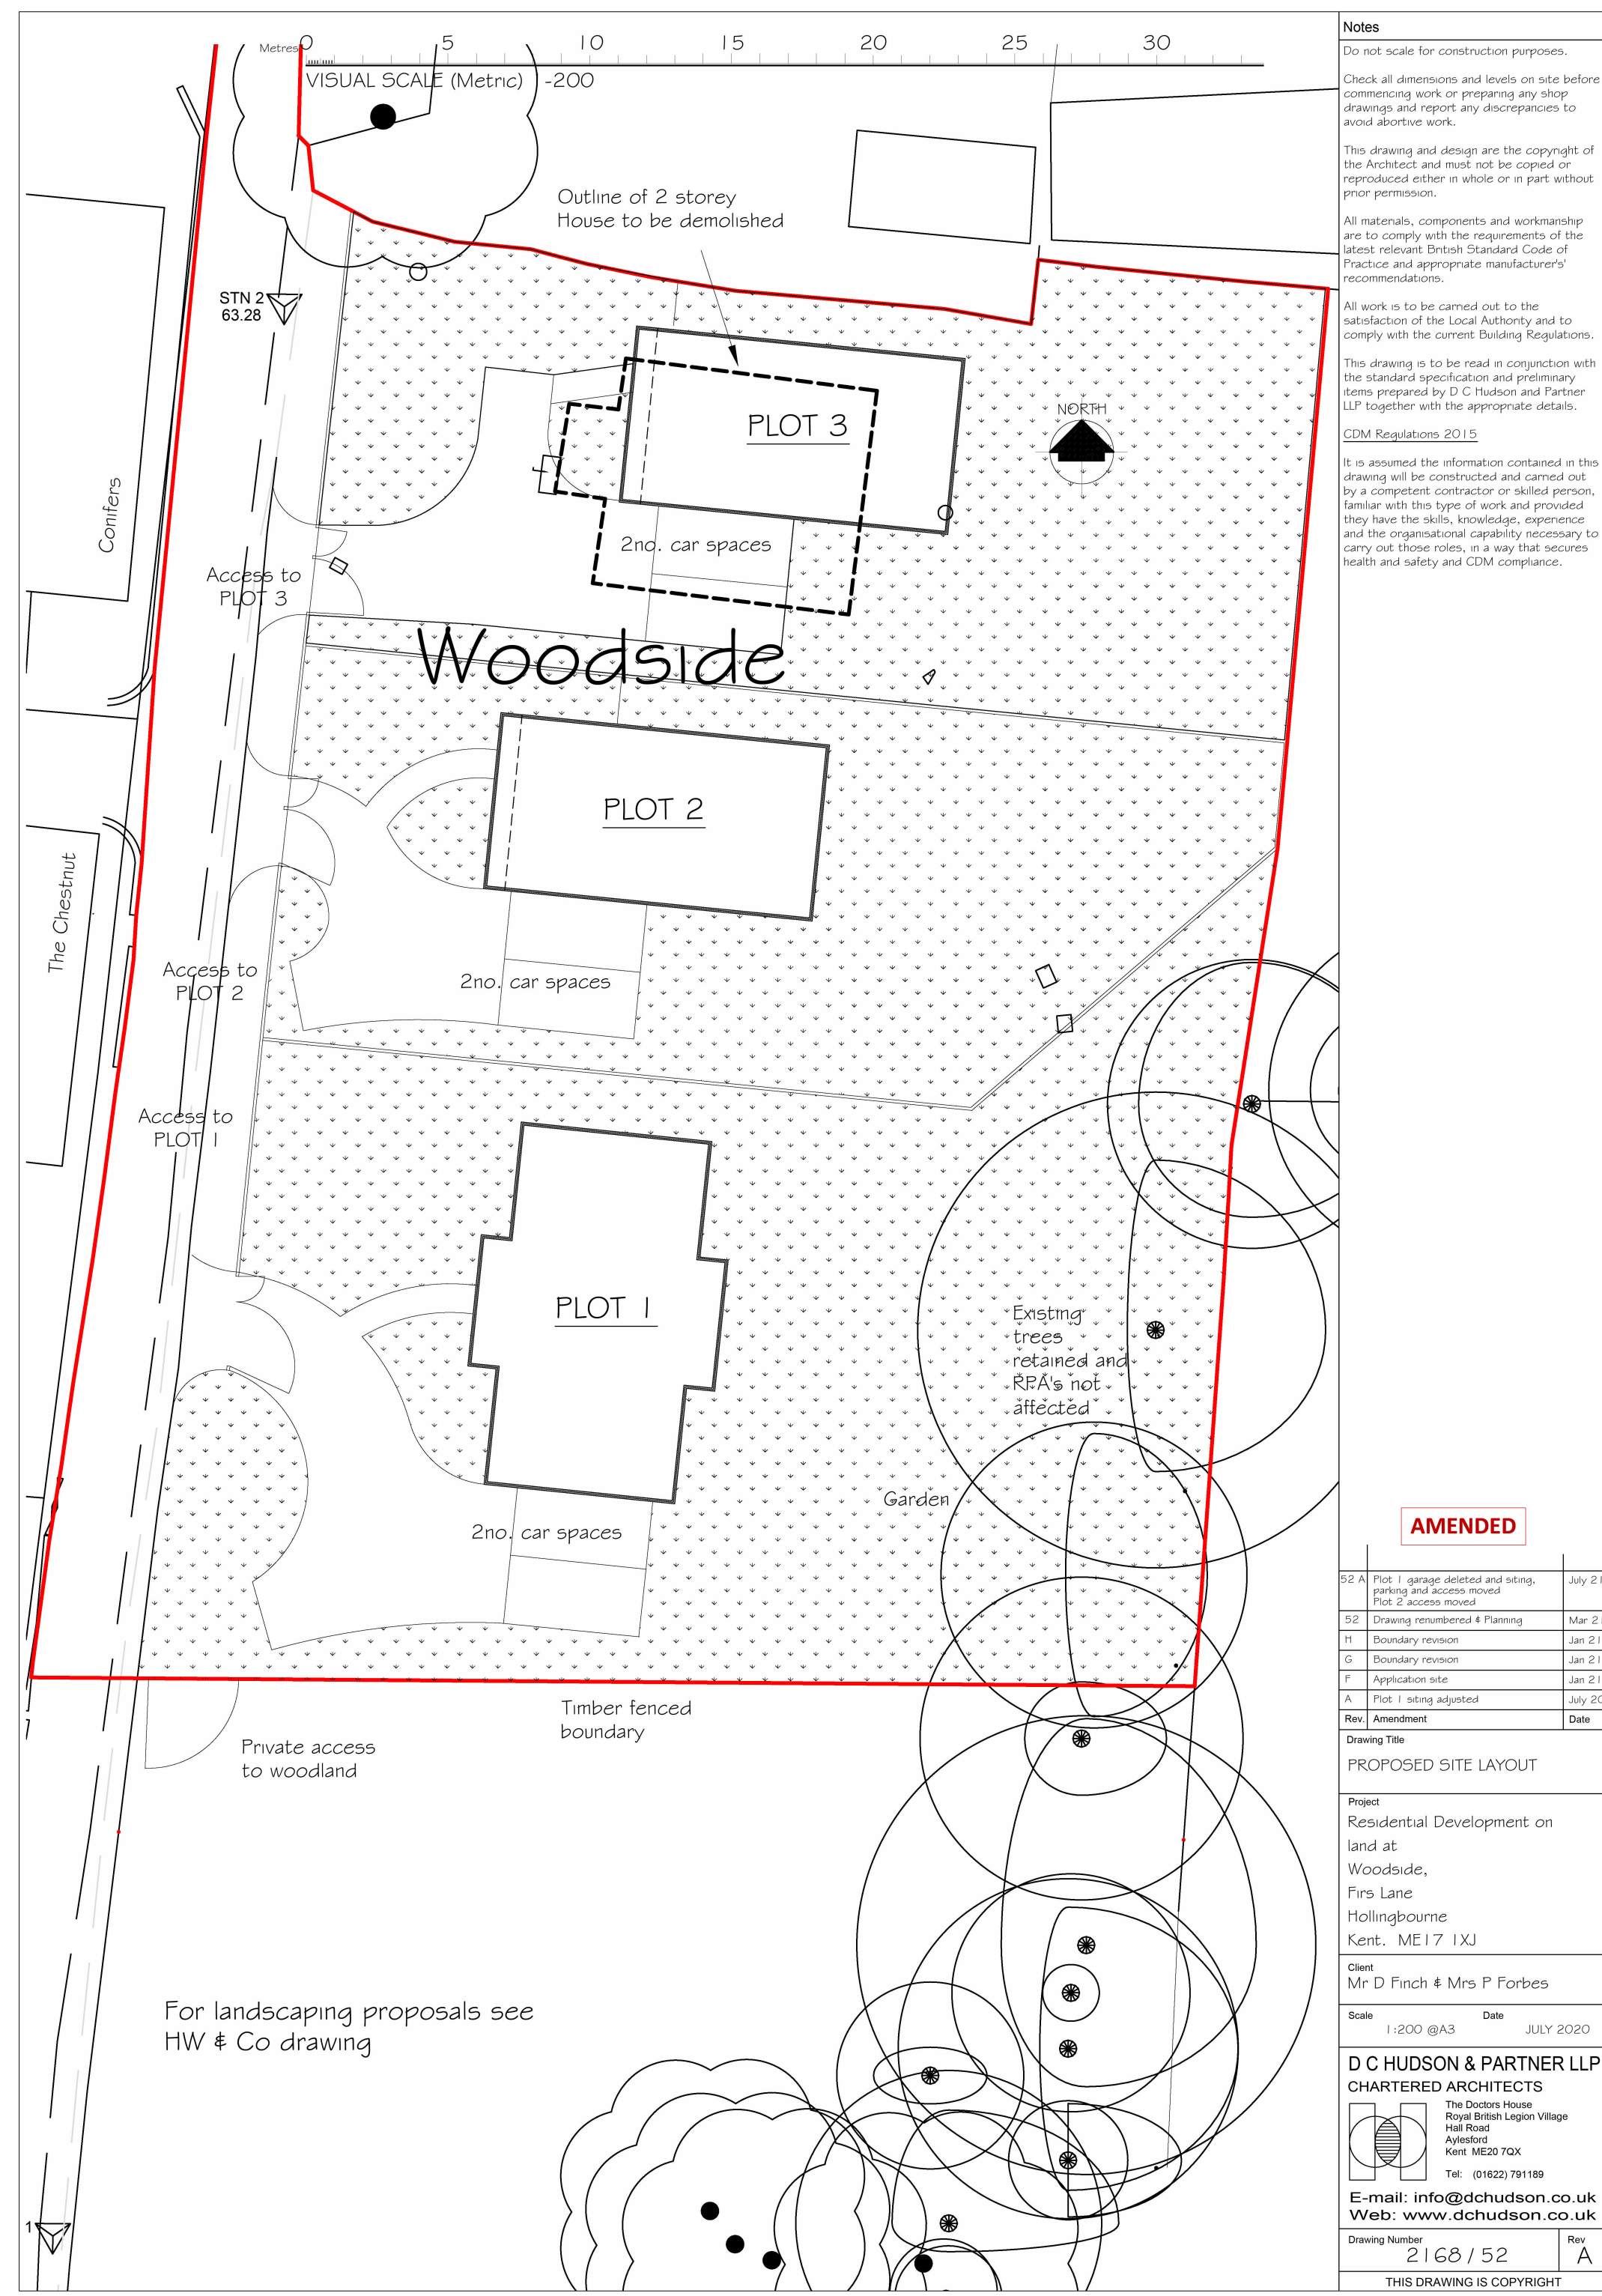 Metres 0 5 10 15 20 25 30
VISUAL SCALE (Metric) 1-200
Outline of 2 storey
House to be demolished
STN 2
63.28
Conifers
PLOT 3
NORTH
2no. car spaces
Access to
PLOT 3
Woodside
PLOT 2
The Chestnut
2no. car spaces
Access to
PLOT 2
Access to
PLOT 1
PLOT 1
Existing
trees
retained and
RPA's not
affected
Garden
2no. car spaces
Timber fenced
boundary
Private access
to woodland
For landscaping proposals see
HW & Co drawing
1
Notes
Do not scale for construction purposes.
Check all dimensions and levels on site before
commencing work or preparing any shop
drawings and report any discrepancies to
avoid abortive work.
This drawing and design are the copyright of
the Architect and must not be copied or
reproduced either in whole or in part without
prior permission.
All materials, components and workmanship
are to comply with the requirements of the
latest relevant British Standard Code of
Practice and appropriate manufacturer's'
recommendations.
All work is to be carried out to the
satisfaction of the Local Authority and to
comply with the current Building Regulations.
This drawing is to be read in conjunction with
the standard specification and preliminary
items prepared by D C Hudson and Partner
LLP together with the appropriate details.
CDM Regulations 2015
It is assumed the information contained in this
drawing will be constructed and carried out
by a competent contractor or skilled person,
familiar with this type of work and provided
they have the skills, knowledge, experience
and the organisational capability necessary to
carry out those roles, in a way that secures
health and safety and CDM compliance.
AMENDED
52 A Plot 1 garage deleted and siting, July 21
parking and access moved
Plot 2 access moved
52 Drawing renumbered & Planning Mar 21
H Boundary revision Jan 21
G Boundary revision Jan 21
F Application site Jan 21
A Plot 1 siting adjusted July 20
Rev. Amendment Date
Drawing Title
PROPOSED SITE LAYOUT
Project
Residential Development on
land at
Woodside,
Firs Lane
Hollingbourne
Kent. ME17 1XJ
Client
Mr D Finch & Mrs P Forbes
Scale Date
1:200 @A3 JULY 2020
D C HUDSON & PARTNER LLP
CHARTERED ARCHITECTS
The Doctors House
Royal British Legion Village
Hall Road
Aylesford
Kent ME20 7QX
Tel: (01622) 791189
E-mail: info@dchudson.co.uk
Web: www.dchudson.co.uk
Drawing Number Rev
2168 / 52 A
THIS DRAWING IS COPYRIGHT